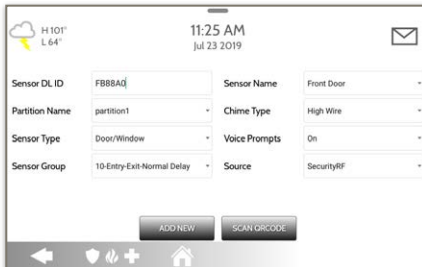 H 101°
L 64°
11:25 AM
Jul 23 2019
Sensor DL ID FB88A0 Sensor Name Front Door
Partition Name partition1 Chime Type High Wire
Sensor Type Door/Window Voice Prompts On
Sensor Group 10-Entry-Exit-Normal Delay Source SecurityRF
ADD NEW SCAN QRCODE